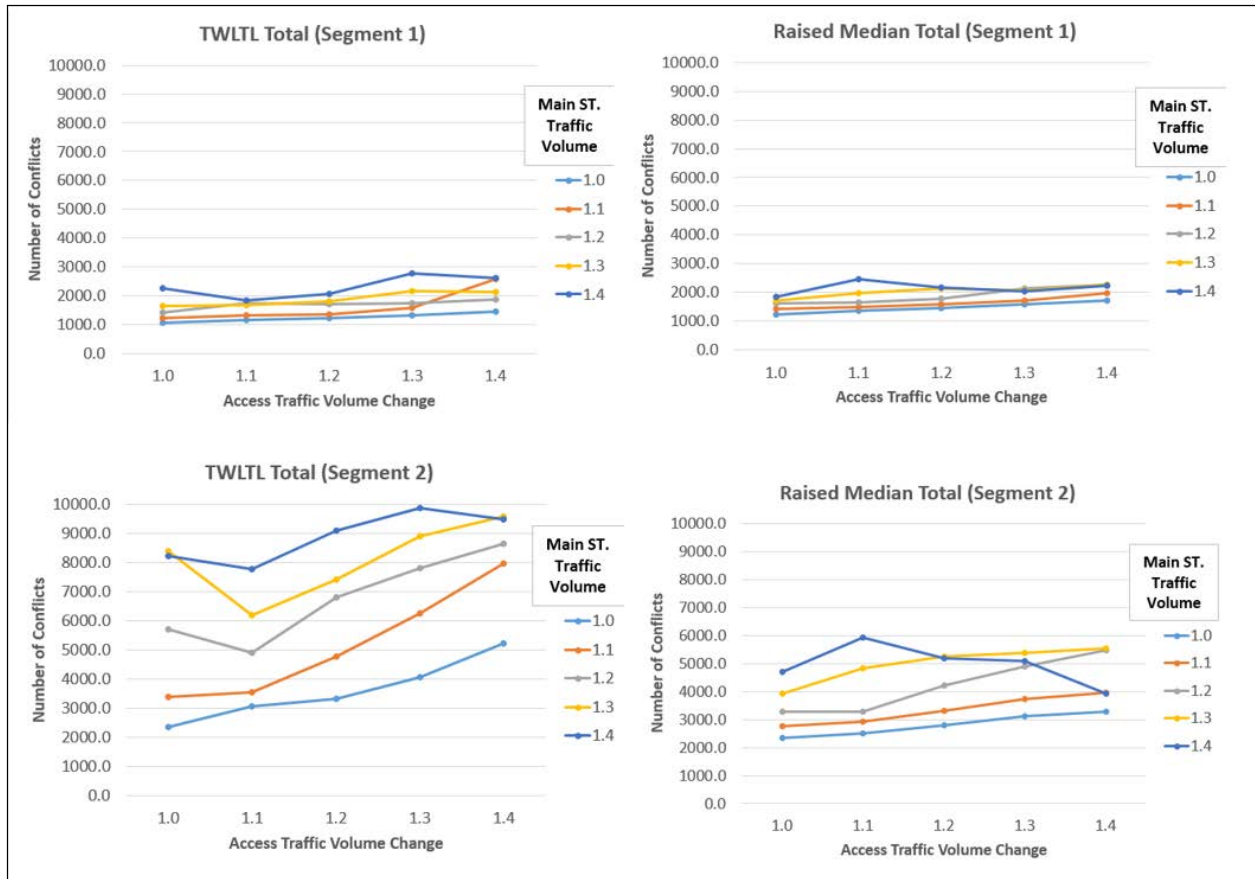 TWLTL Total (Segment 1)
Number of Conflicts
10000.0
9000.0
8000.0
7000.0
6000.0
5000.0
4000.0
3000.0
2000.0
1000.0
0.0
1.0 1.1 1.2 1.3 1.4
Access Traffic Volume Change
Main ST.
Traffic
Volume
1.0
1.1
1.2
1.3
1.4
Raised Median Total (Segment 1)
Number of Conflicts
10000.0
9000.0
8000.0
7000.0
6000.0
5000.0
4000.0
3000.0
2000.0
1000.0
0.0
1.0 1.1 1.2 1.3 1.4
Access Traffic Volume Change
Main ST.
Traffic
Volume
1.0
1.1
1.2
1.3
1.4
TWLTL Total (Segment 2)
Number of Conflicts
10000.0
9000.0
8000.0
7000.0
6000.0
5000.0
4000.0
3000.0
2000.0
1000.0
0.0
1.0 1.1 1.2 1.3 1.4
Access Traffic Volume Change
Main ST.
Traffic
Volume
1.0
1.1
1.2
1.3
1.4
Raised Median Total (Segment 2)
Number of Conflicts
10000.0
9000.0
8000.0
7000.0
6000.0
5000.0
4000.0
3000.0
2000.0
1000.0
0.0
1.0 1.1 1.2 1.3 1.4
Access Traffic Volume Change
Main ST.
Traffic
Volume
1.0
1.1
1.2
1.3
1.4